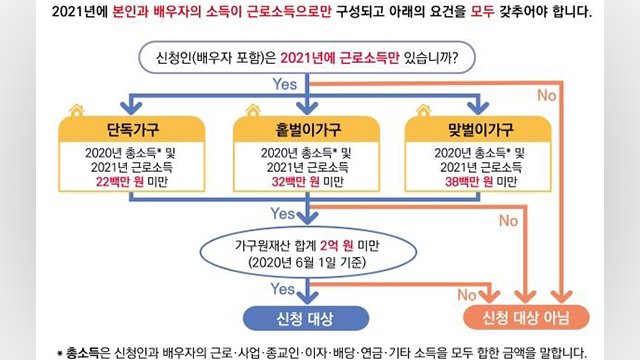 2021년에 본인과 배우자의 소득이 근로소득으로만 구성되고 아래의 요건을 모두 갖추어야 합니다.
신청인(배우자 포함)은 2021년에 근로소득만 있습니까?
Yes
No
단독가구
2020년 총소득* 및
2021년 근로소득
22백만 원 미만
홑벌이가구
2020년 총소득* 및
2021년 근로소득
32백만 원 미만
맞벌이가구
2020년 총소득* 및
2021년 근로소득
38백만 원 미만
Yes
No
가구원재산 합계 2억 원 미만
(2020년 6월 1일 기준)
Yes
No
신청 대상
신청 대상 아님
* 총소득은 신청인과 배우자의 근로·사업·종교인·이자·배당·연금·기타 소득을 모두 합한 금액을 말합니다.